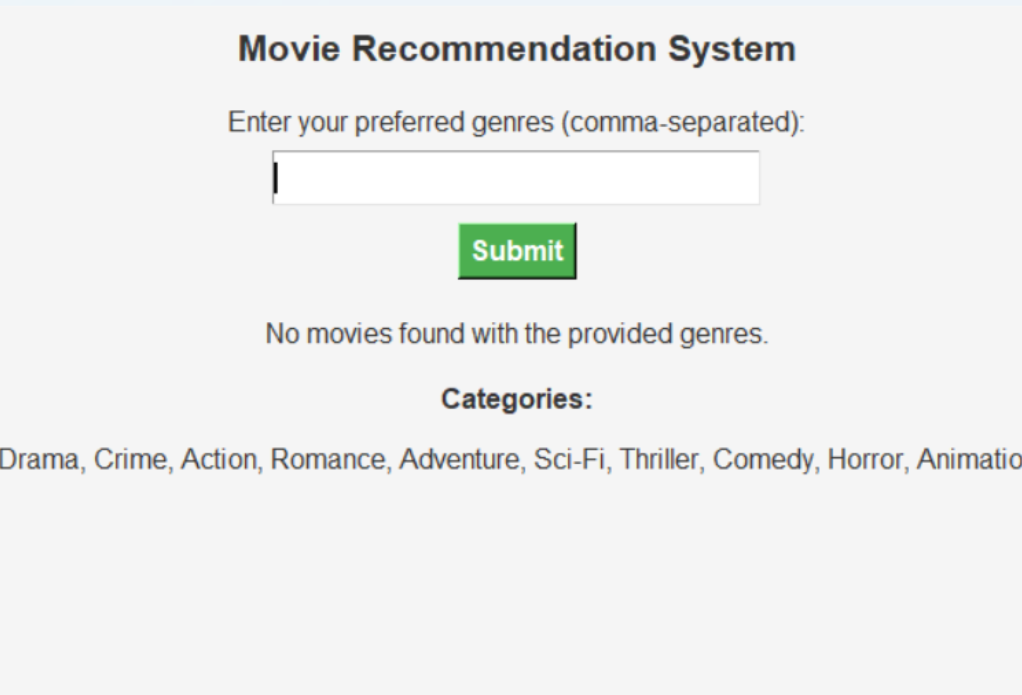 Movie Recommendation System
Enter your preferred genres (comma-separated):
Submit
No movies found with the provided genres.
Categories:
Drama, Crime, Action, Romance, Adventure, Sci-Fi, Thriller, Comedy, Horror, Animatio